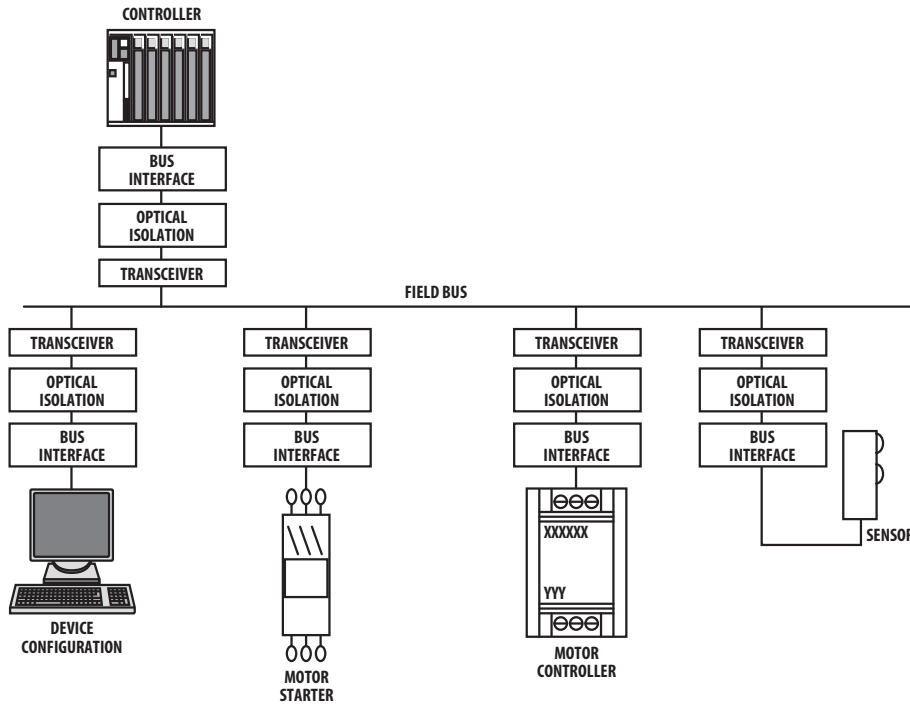 CONTROLLER
BUS
INTERFACE
OPTICAL
ISOLATION
TRANSCEIVER
FIELD BUS
TRANSCEIVER
OPTICAL
ISOLATION
BUS
INTERFACE
DEVICE
CONFIGURATION
TRANSCEIVER
OPTICAL
ISOLATION
BUS
INTERFACE
MOTOR
STARTER
TRANSCEIVER
OPTICAL
ISOLATION
BUS
INTERFACE
XXXXXX
YYY
MOTOR
CONTROLLER
TRANSCEIVER
OPTICAL
ISOLATION
BUS
INTERFACE
SENSOR